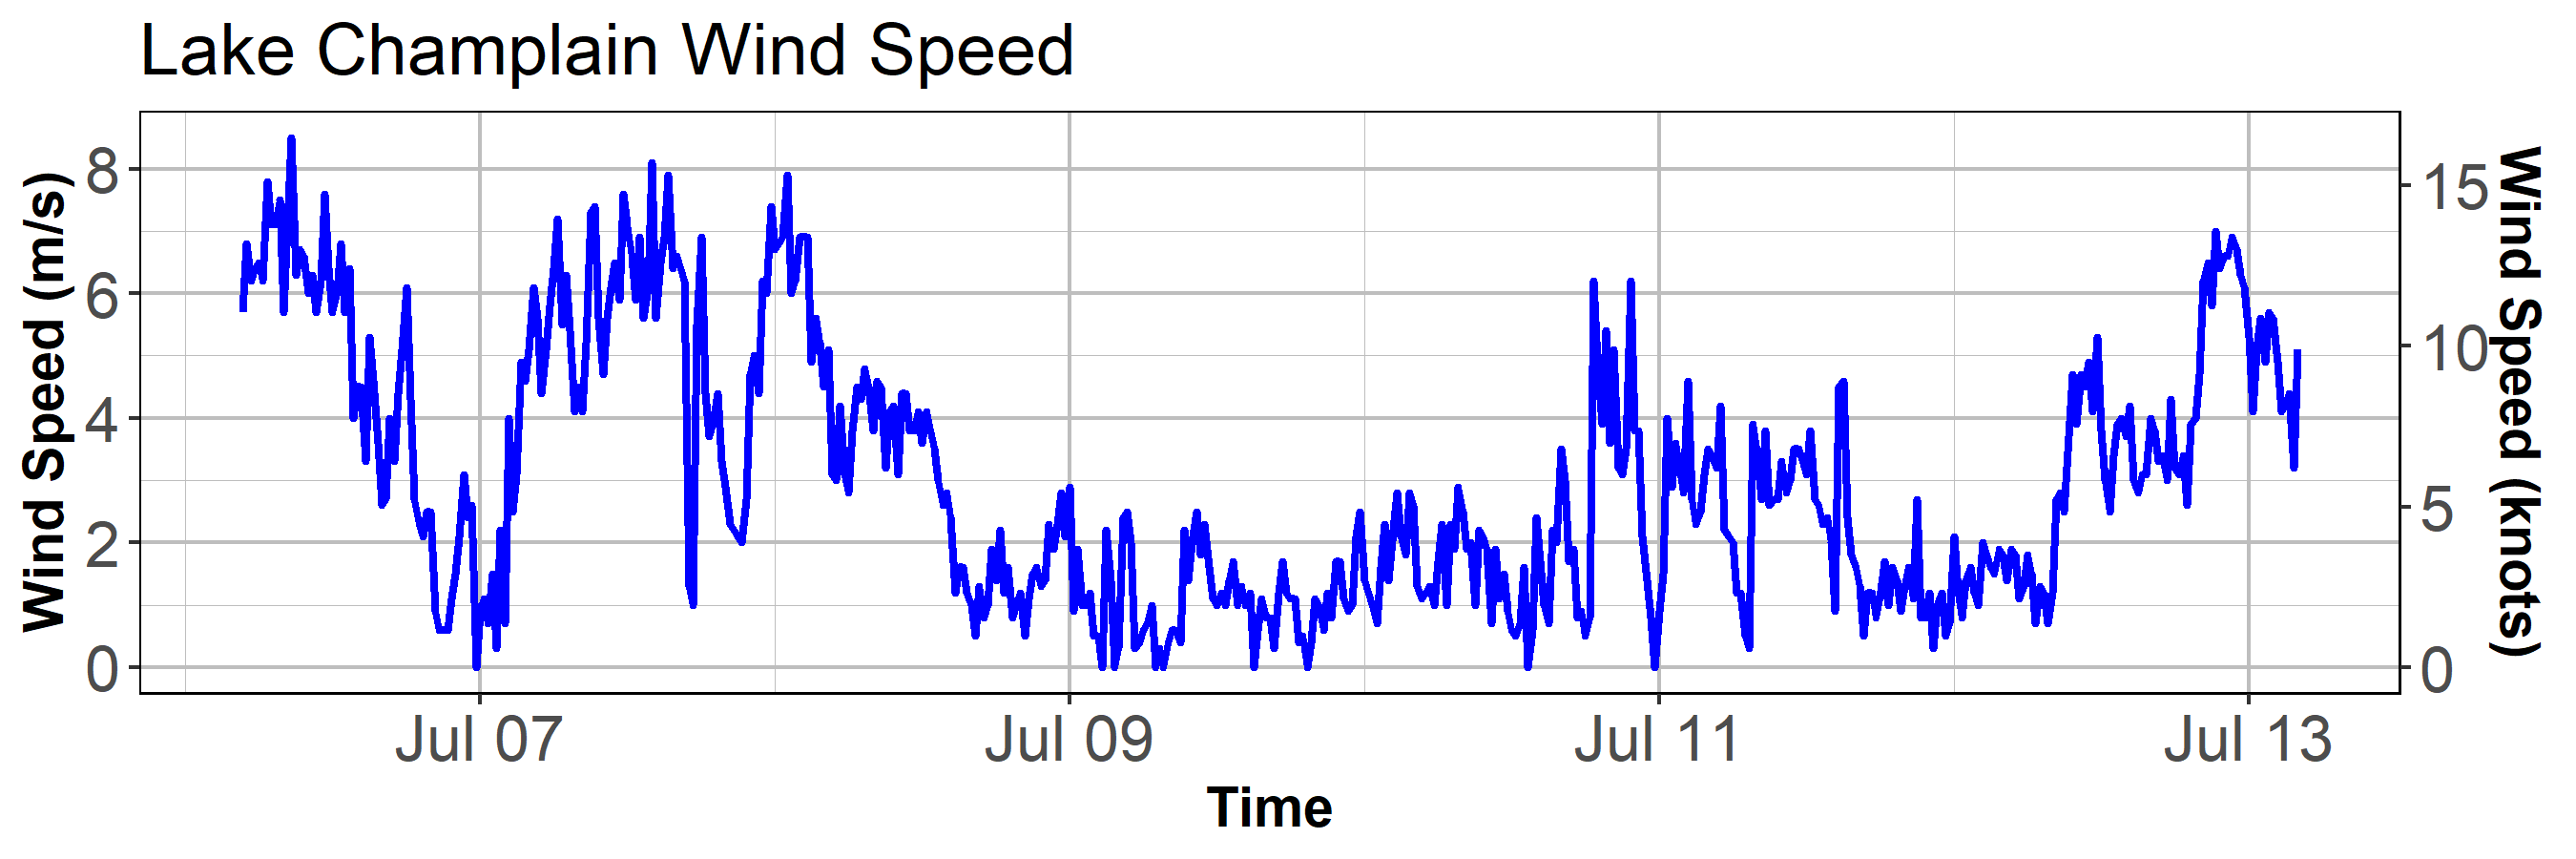 Lake Champlain Wind Speed
Wind Speed (m/s)
8
6
4
2
0
Wind Speed (knots)
15
10
5
0
Jul 07
Jul 09
Jul 11
Jul 13
Time